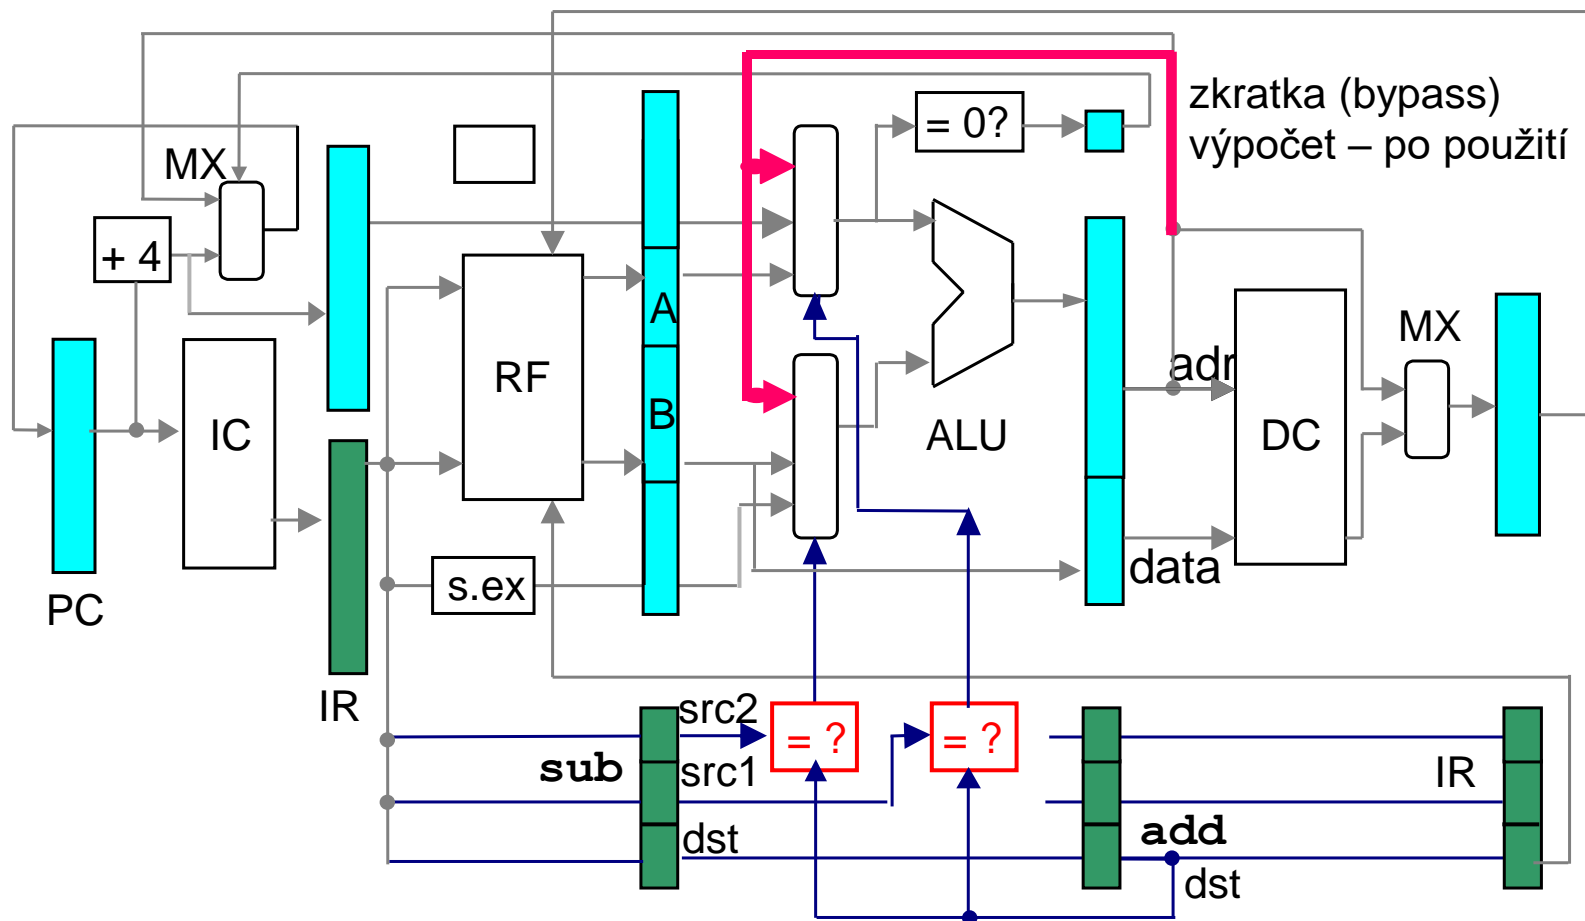 zkratka (bypass)
výpočet – po použití
= 0?
MX
+ 4
A
MX
RF
adr
B
IC
ALU
DC
data
s.ex
PC
IR
src2
= ?
= ?
sub
src1
IR
dst
add
dst